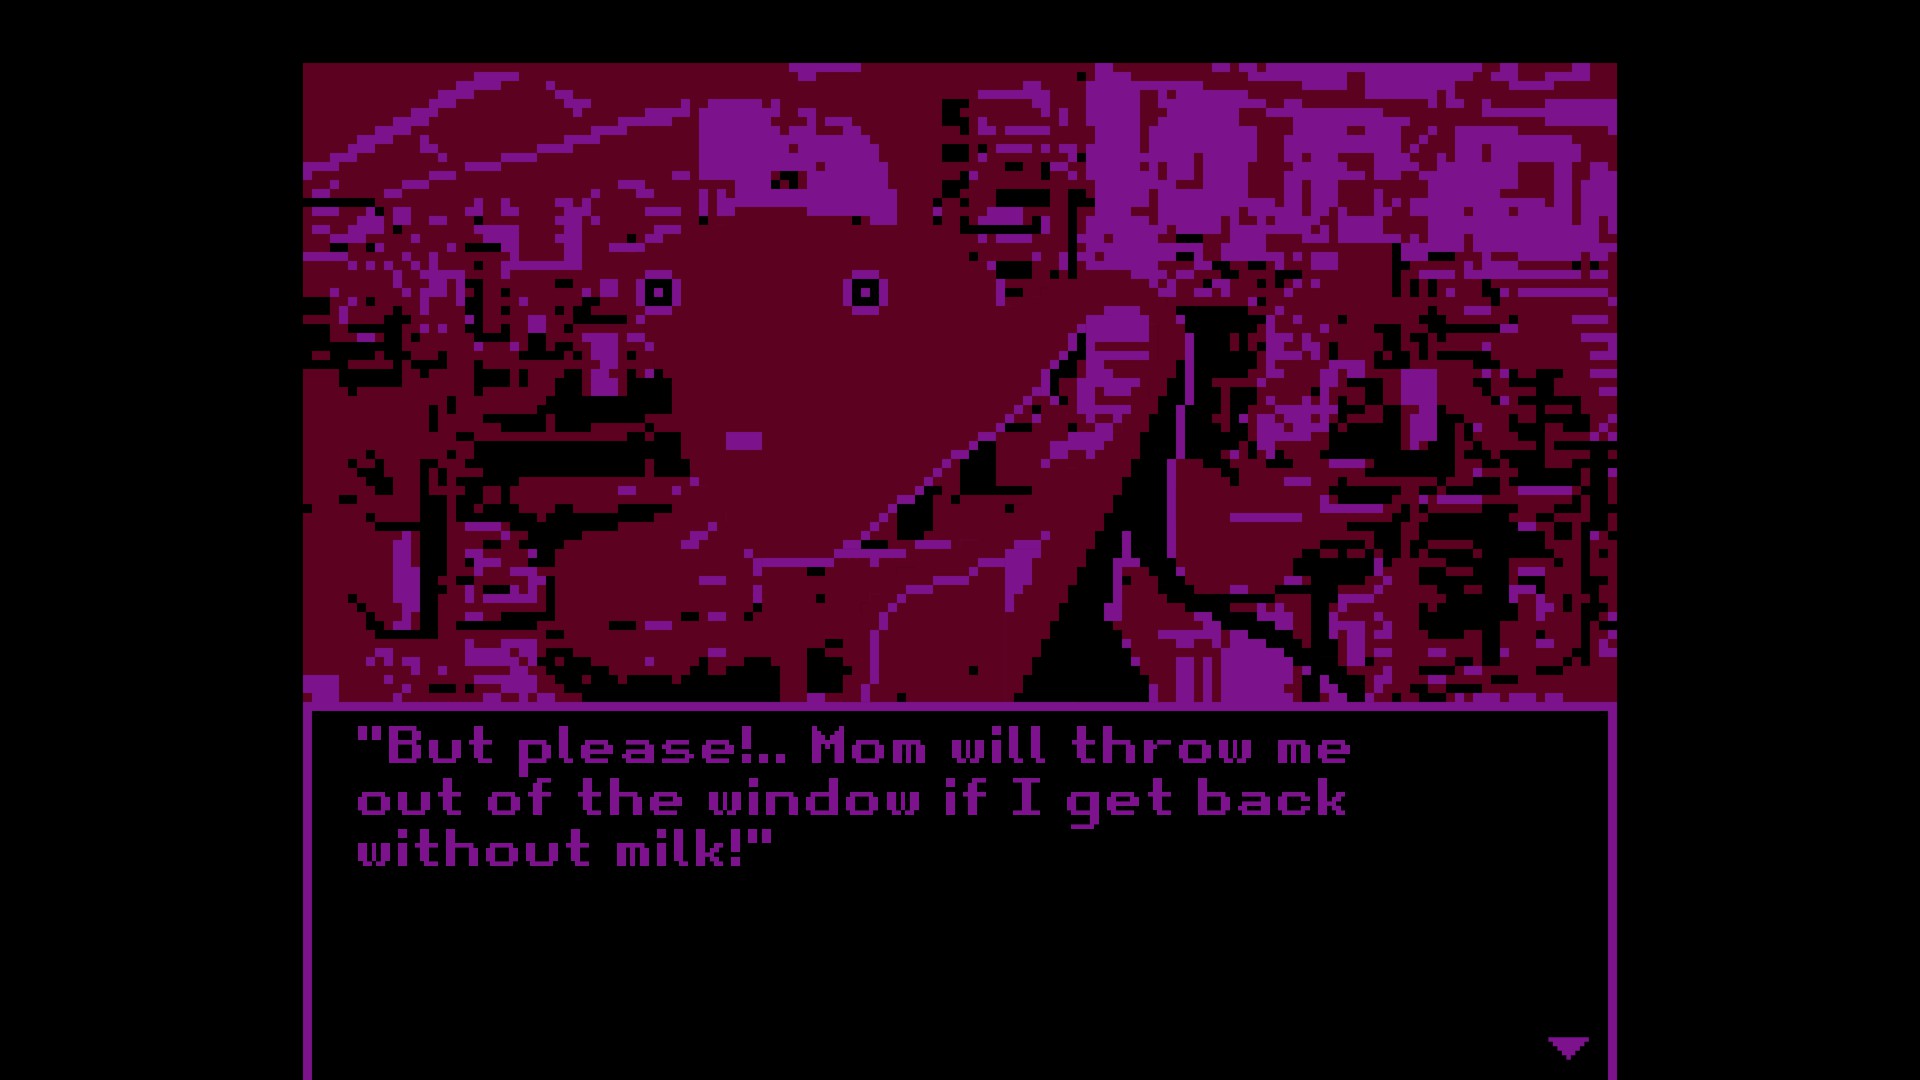 "But please!.. Mom will throw me
out of the window if I get back
without milk!"